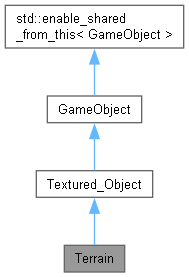 std::enable_shared
_from_this< GameObject >
GameObject
Textured_Object
Terrain